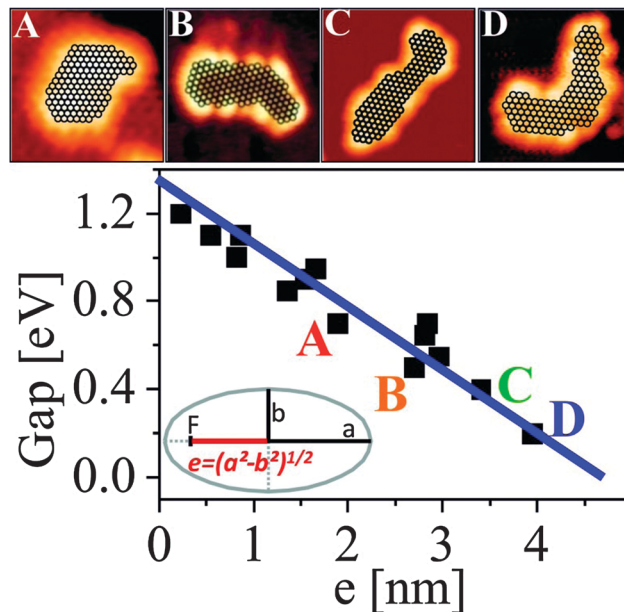 A B C D
Gap [eV]
1.2
0.8
0.4
0.0
A
B
C
D
F
b
a
e=(a²-b²)¹/²
0 1 2 3 4
e [nm]